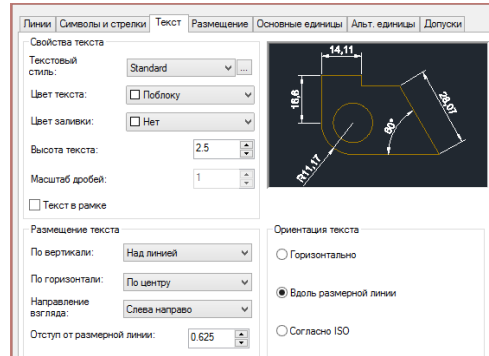 Линии Символы и стрелки Текст Размещение Основные единицы Альт. единицы Допуски
Свойства текста
Текстовый стиль: Standard ...
Цвет текста: Поблоку
Цвет заливки: Нет
Высота текста: 2.5
Масштаб дробей: 1
Текст в рамке
14,11
16,6
28,07
60°
R11,17
Размещение текста
По вертикали: Над линией
По горизонтали: По центру
Направление взгляда: Слева направо
Отступ от размерной линии: 0.625
Ориентация текста
Горизонтально
Вдоль размерной линии
Согласно ISO